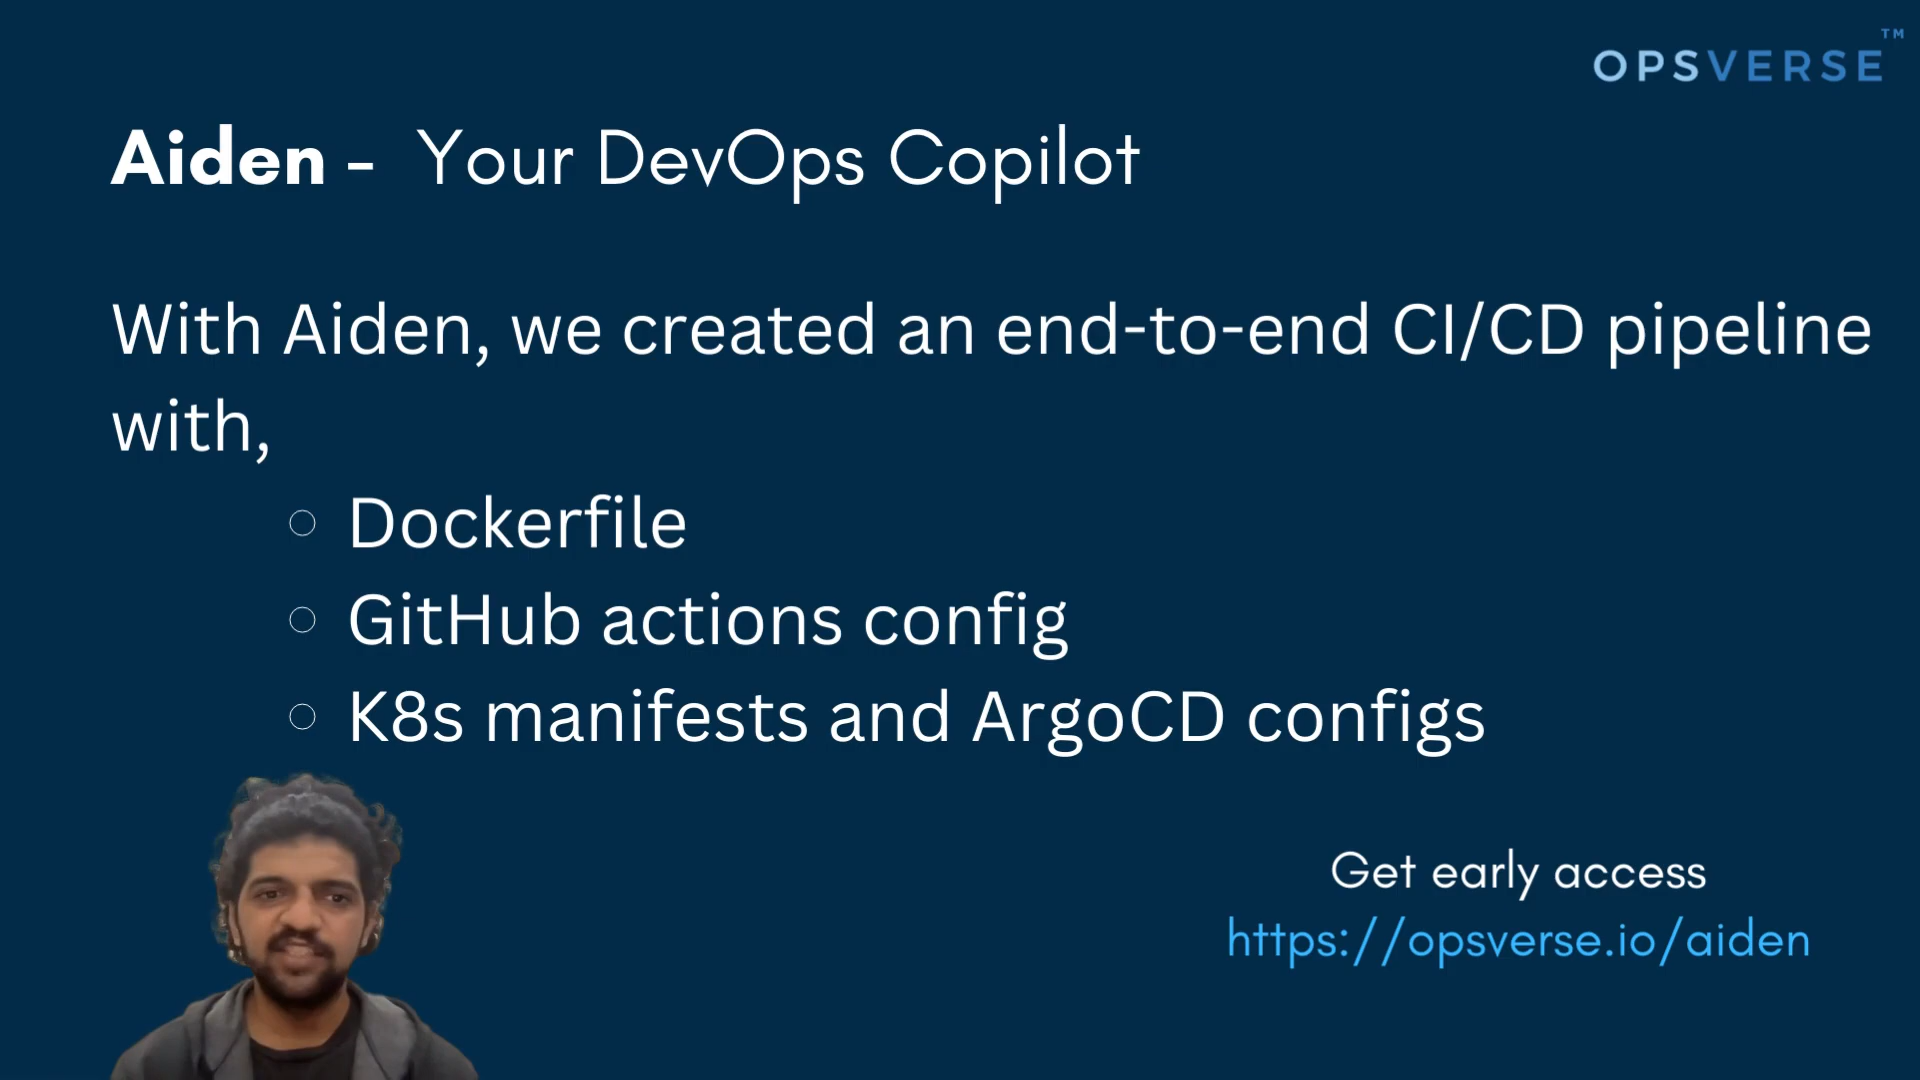 OPSVERSE™
Aiden - Your DevOps Copilot
With Aiden, we created an end-to-end CI/CD pipeline
with,
Dockerfile
GitHub actions config
K8s manifests and ArgoCD configs
Get early access
https://opsverse.io/aiden